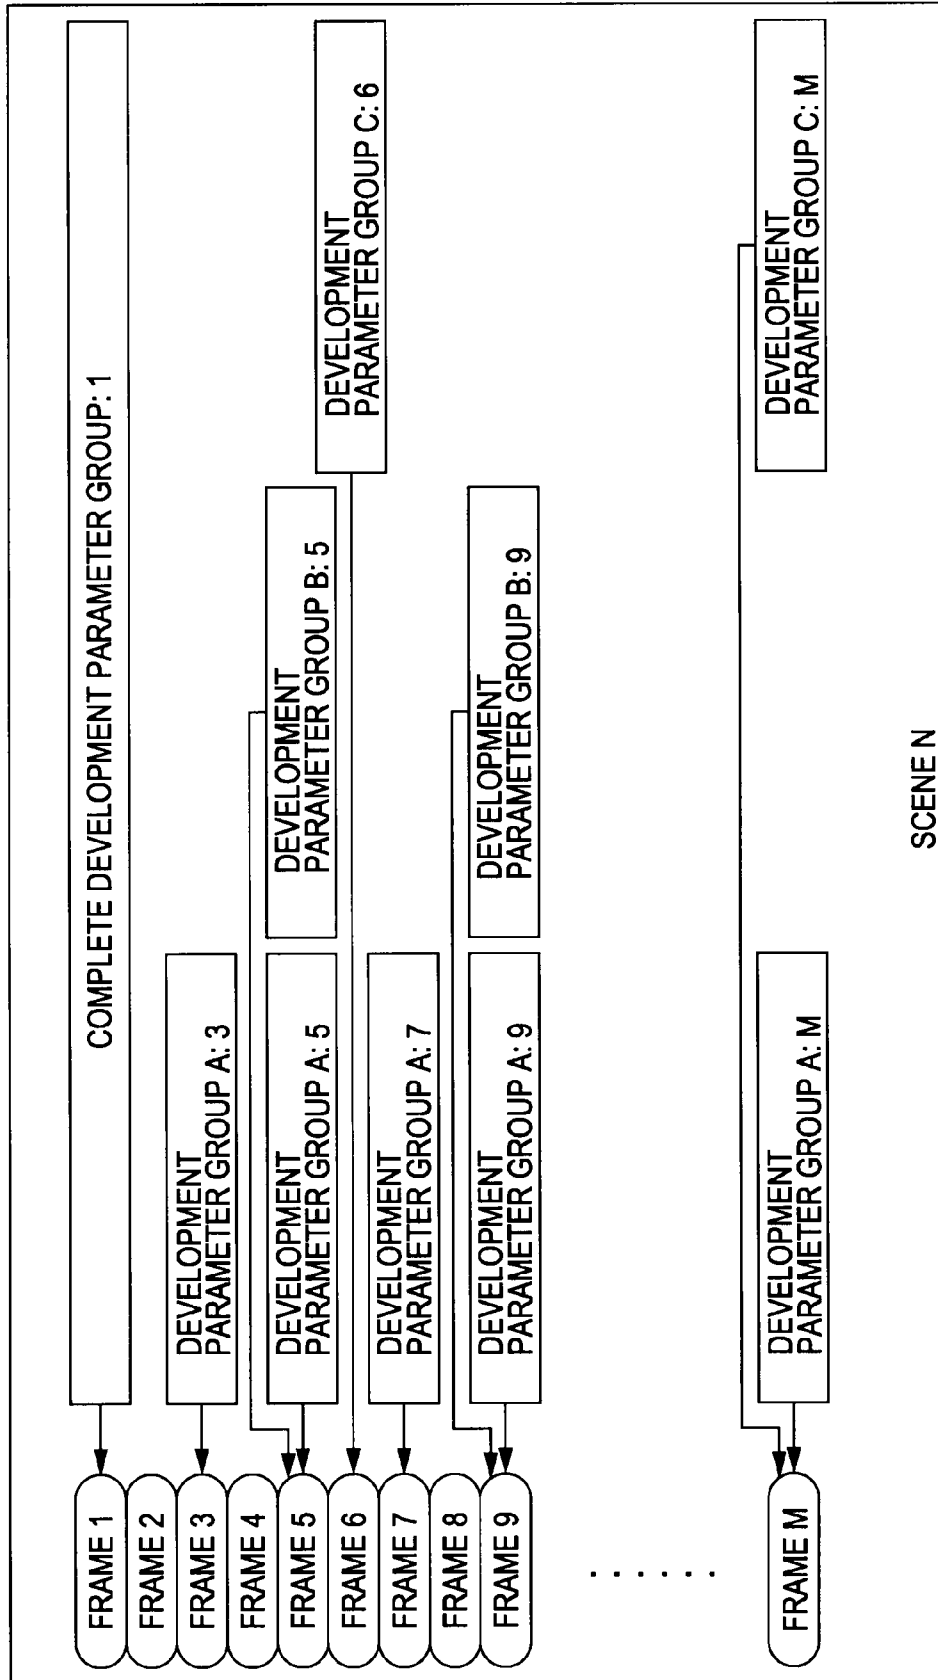 FRAME 1
COMPLETE DEVELOPMENT PARAMETER GROUP: 1
FRAME 2
FRAME 3
DEVELOPMENT
PARAMETER GROUP A: 3
FRAME 4
FRAME 5
DEVELOPMENT
PARAMETER GROUP A: 5
DEVELOPMENT
PARAMETER GROUP B: 5
FRAME 6
DEVELOPMENT
PARAMETER GROUP C: 6
FRAME 7
DEVELOPMENT
PARAMETER GROUP A: 7
FRAME 8
FRAME 9
DEVELOPMENT
PARAMETER GROUP A: 9
DEVELOPMENT
PARAMETER GROUP B: 9
......
FRAME M
DEVELOPMENT
PARAMETER GROUP A: M
DEVELOPMENT
PARAMETER GROUP C: M
SCENE N